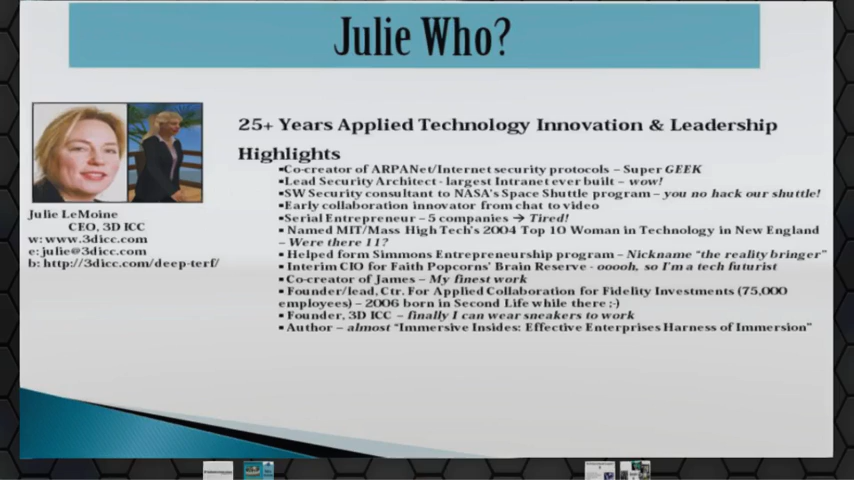 Julie Who?
25+ Years Applied Technology Innovation & Leadership
Highlights
▪Co-creator of ARPANet/Internet security protocols – Super GEEK
▪Lead Security Architect - largest Intranet ever built – wow!
▪SW Security consultant to NASA's Space Shuttle program – you no hack our shuttle!
▪Early collaboration innovator from chat to video
▪Serial Entrepreneur – 5 companies → Tired!
▪ Named MIT/Mass High Tech's 2004 Top 10 Woman in Technology in New England
– Were there 11?
▪ Helped form Simmons Entrepreneurship program – Nickname "the reality bringer"
▪ Interim CIO for Faith Popcorns' Brain Reserve - ooooh, so I'm a tech futurist
▪ Co-creator of James – My finest work
▪ Founder/lead, Ctr. For Applied Collaboration for Fidelity Investments (75,000
employees) – 2006 born in Second Life while there ;-)
▪ Founder, 3D ICC – finally I can wear sneakers to work
▪ Author – almost "Immersive Insides: Effective Enterprises Harness of Immersion"
Julie LeMoine
CEO, 3D ICC
w: www.3dicc.com
e: julie@3dicc.com
b: http://3dicc.com/deep-terf/